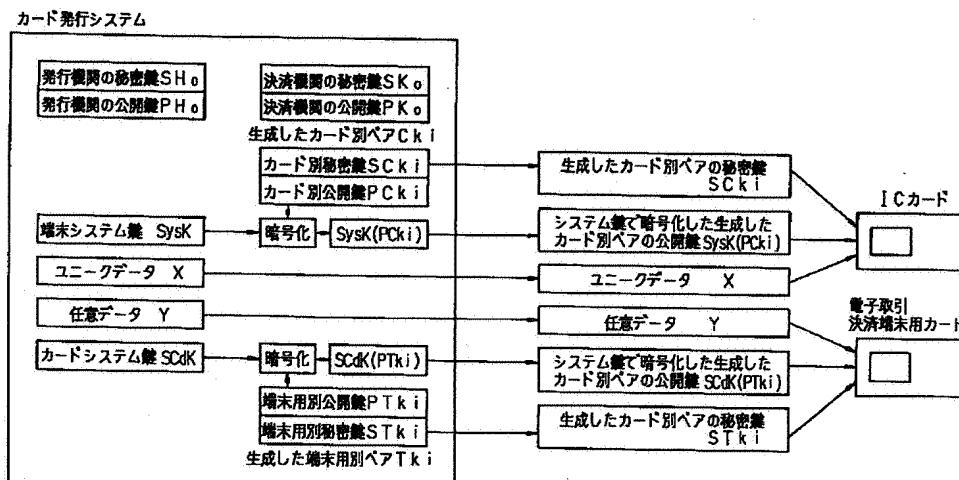 カード発行システム
発行機関の秘密鍵SHo
発行機関の公開鍵PHo
決済機関の秘密鍵SKo
決済機関の公開鍵PKo
生成したカード別ペアCki
カード別秘密鍵SCki
カード別公開鍵PCki
端末システム鍵 SysK
暗号化
SysK(PCki)
ユニークデータ X
任意データ Y
カードシステム鍵 SCdK
暗号化
SCdK(PTki)
端末用別公開鍵PTki
端末用別秘密鍵STki
生成した端末用別ペアTki
生成したカード別ペアの秘密鍵
SCki
システム鍵で暗号化した生成した
カード別ペアの公開鍵SysK(PCki)
ユニークデータ X
任意データ Y
システム鍵で暗号化した生成した
カード別ペアの公開鍵SCdK(PTki)
生成したカード別ペアの秘密鍵
STki
ICカード
電子取引
決済端末用カード